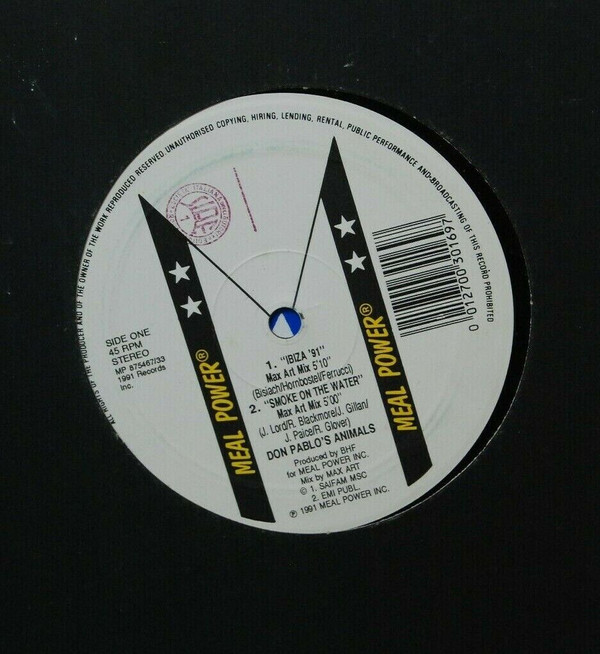 ALL RIGHTS OF THE PRODUCER AND OF THE OWNER OF THE WORK REPRODUCED RESERVED. UNAUTHORISED COPYING, HIRING, LENDING, RENTAL, PUBLIC PERFORMANCE AND BROADCASTING OF THIS RECORD PROHIBITED
MEAL POWER®
MEAL POWER®
0 012700 301697
SIDE ONE
45 RPM
STEREO
MP 875467/33
1991 Records
Inc.
1. "IBIZA '91"
Max Art Mix 5'10"
(Bisiach/Hornbostel/Ferrucci)
2. "SMOKE ON THE WATER"
Max Art Mix 5'00"
(J. Lord/R. Blackmore/J. Gillan/
J. Paice/R. Glover)
DON PABLO'S ANIMALS
Produced by BHF
for MEAL POWER INC.
Mix by MAX ART
© 1. SAIFAM MSC
2. EMI PUBL.
℗ 1991 MEAL POWER INC.